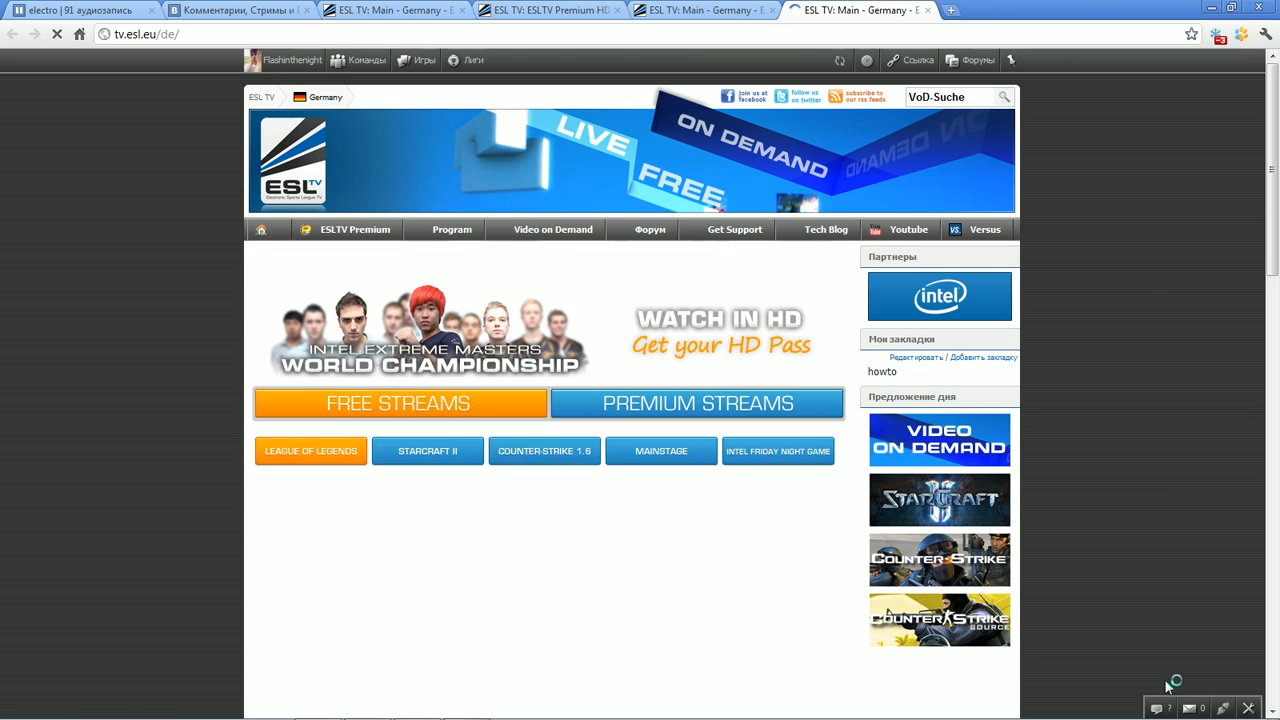 electro | 91 аудиозапись
Комментарии, Стримы и
ESL TV: Main - Germany - E
ESL TV: ESLTV Premium HD
ESL TV: Main - Germany - E
ESL TV: Main - Germany - E
tv.esl.eu/de/
-3
Flashinthenight
Команды
Игры
Лиги
Ссылка
Форумы
ESL TV
Germany
join us at
facebook
follow us
on twitter
subscribe to
our rss feeds
VoD-Suche
ESL TV
Electronic Sports League TV
LIVE
FREE
ON DEMAND
ESLTV Premium
Program
Video on Demand
Форум
Get Support
Tech Blog
You Tube
Youtube
VS.
Versus
INTEL EXTREME MASTERS
WORLD CHAMPIONSHIP
WATCH IN HD
Get your HD Pass
FREE STREAMS
PREMIUM STREAMS
LEAGUE OF LEGENDS
STARCRAFT II
COUNTER-STRIKE 1.6
MAINSTAGE
INTEL FRIDAY NIGHT GAME
Партнеры
intel
Мои закладки
Редактировать / Добавить закладку
howto
Предложение дня
VIDEO
ON DEMAND
STARCRAFT II
COUNTER-STRIKE
COUNTER-STRIKE
SOURCE
?
0